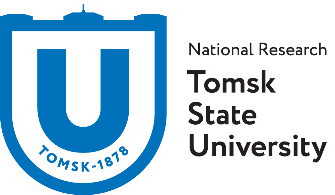 U
TOMSK-1878
National Research
Tomsk
State
University